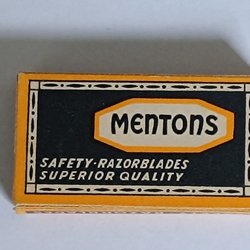 MENTONS
SAFETY-RAZORBLADES
SUPERIOR QUALITY